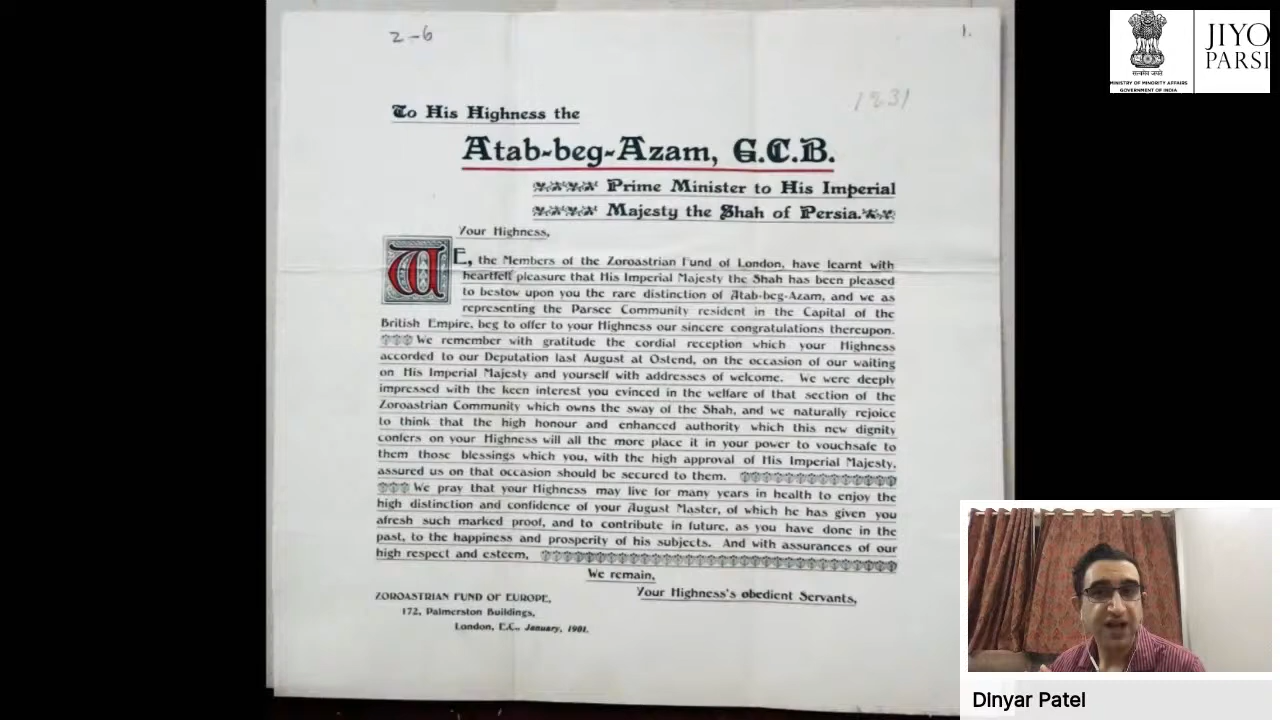 2-6
1.
1231
To His Highness the
Atab-beg-Azam, G.C.B.
Prime Minister to His Imperial
Majesty the Shah of Persia.
Your Highness,
WE, the Members of the Zoroastrian Fund of London, have learnt with
heartfelt pleasure that His Imperial Majesty the Shah has been pleased
to bestow upon you the rare distinction of Atab-beg-Azam, and we as
representing the Parsee Community resident in the Capital of the
British Empire, beg to offer to your Highness our sincere congratulations thereupon.
We remember with gratitude the cordial reception which your Highness
accorded to our Deputation last August at Ostend, on the occasion of our waiting
on His Imperial Majesty and yourself with addresses of welcome. We were deeply
impressed with the keen interest you evinced in the welfare of that section of the
Zoroastrian Community which owns the sway of the Shah, and we naturally rejoice
to think that the high honour and enhanced authority which this new dignity
confers on your Highness will all the more place it in your power to vouchsafe to
them those blessings which you, with the high approval of His Imperial Majesty,
assured us on that occasion should be secured to them.
We pray that your Highness may live for many years in health to enjoy the
high distinction and confidence of your August Master, of which he has given you
afresh such marked proof, and to contribute in future, as you have done in the
past, to the happiness and prosperity of his subjects. And with assurances of our
high respect and esteem,
We remain,
Your Highness's obedient Servants,
ZOROASTRIAN FUND OF EUROPE,
172, Palmerston Buildings,
London, E.C., January, 1901.
सत्यमेव जयते
MINISTRY OF MINORITY AFFAIRS
GOVERNMENT OF INDIA
JIYO
PARSI
Dinyar Patel